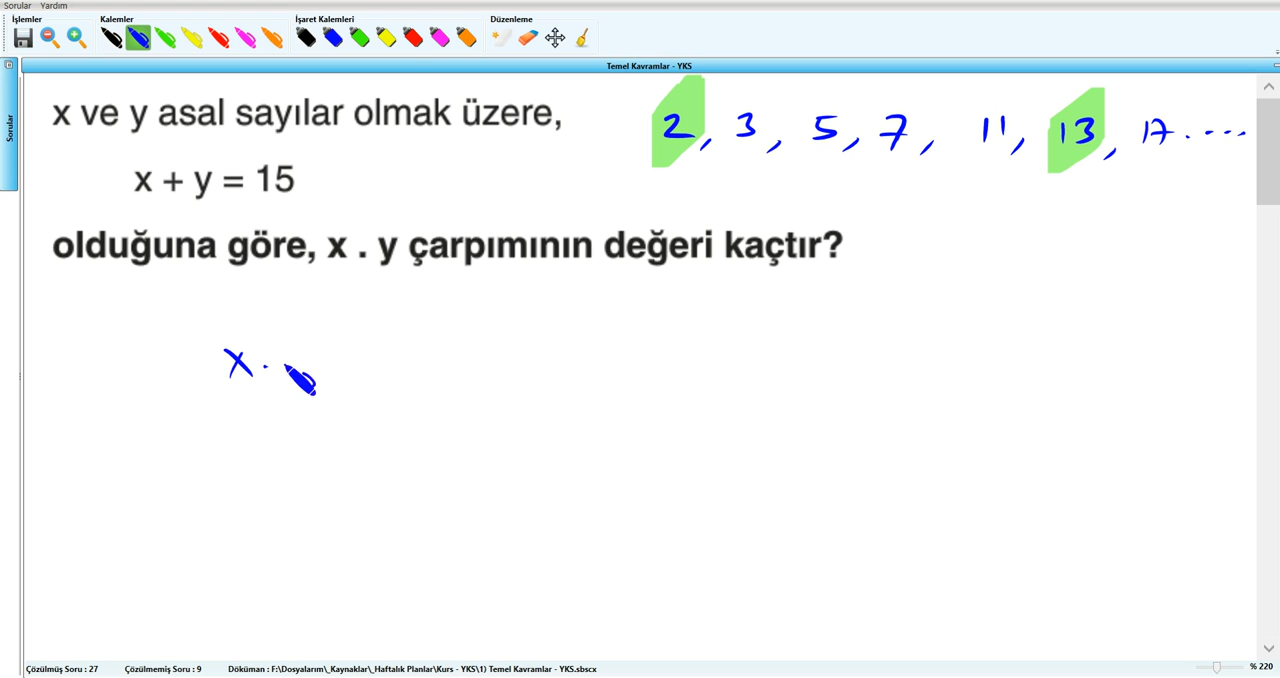 Sorular Yardım
İşlemler Kalemler İşaret Kalemleri Düzenleme
Temel Kavramlar - YKS
Sorular
x ve y asal sayılar olmak üzere,
2, 3, 5, 7, 11, 13, 17 . ....
x + y = 15
olduğuna göre, x . y çarpımının değeri kaçtır?
x .
Çözülmüş Soru : 27 Çözülmemiş Soru : 9 Döküman : F:\Dosyalarım\_Kaynaklar\_Haftalık Planlar\Kurs - YKS\1) Temel Kavramlar - YKS.sbscx % 220